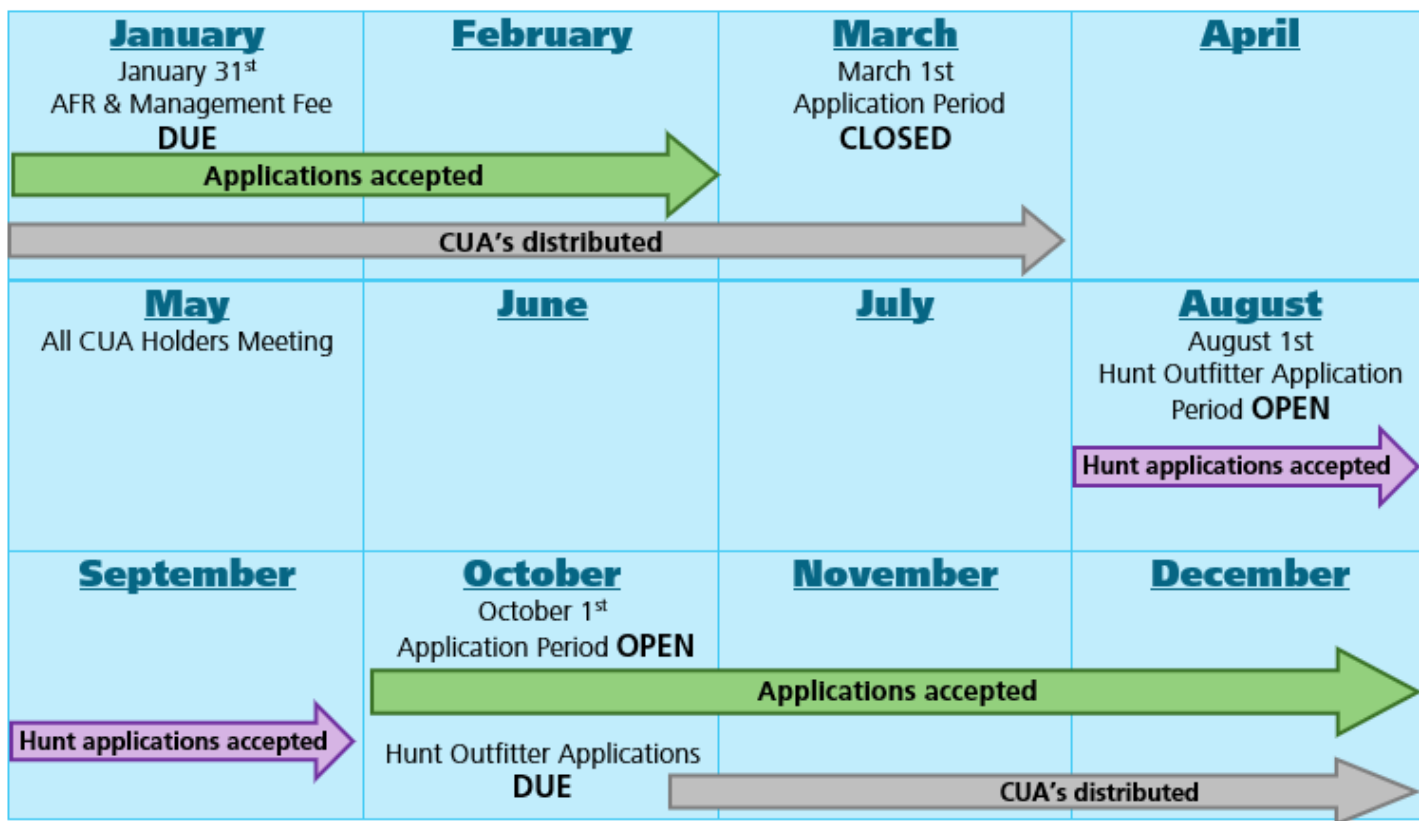 January
January 31st
AFR & Management Fee
DUE
February
March
March 1st
Application Period
CLOSED
April
Applications accepted
CUA's distributed
May
All CUA Holders Meeting
June
July
August
August 1st
Hunt Outfitter Application
Period OPEN
Hunt applications accepted
September
Hunt applications accepted
October
October 1st
Application Period OPEN
November
December
Applications accepted
Hunt Outfitter Applications
DUE
CUA's distributed